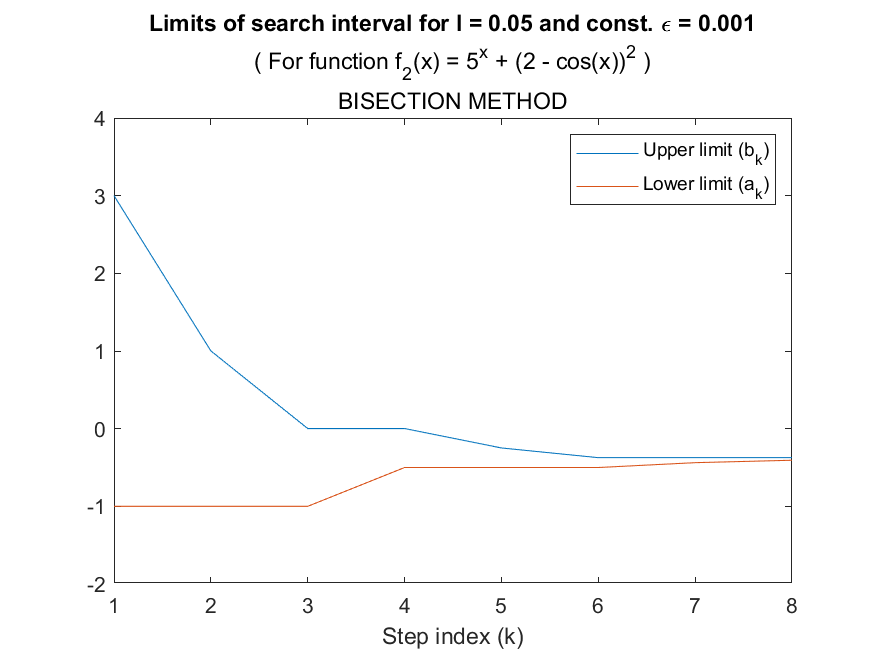 Limits of search interval for l = 0.05 and const. ϵ = 0.001
( For function f₂(x) = 5ˣ + (2 - cos(x))² )
BISECTION METHOD
4
3
2
1
0
-1
-2
Upper limit (bₖ)
Lower limit (aₖ)
1 2 3 4 5 6 7 8
Step index (k)